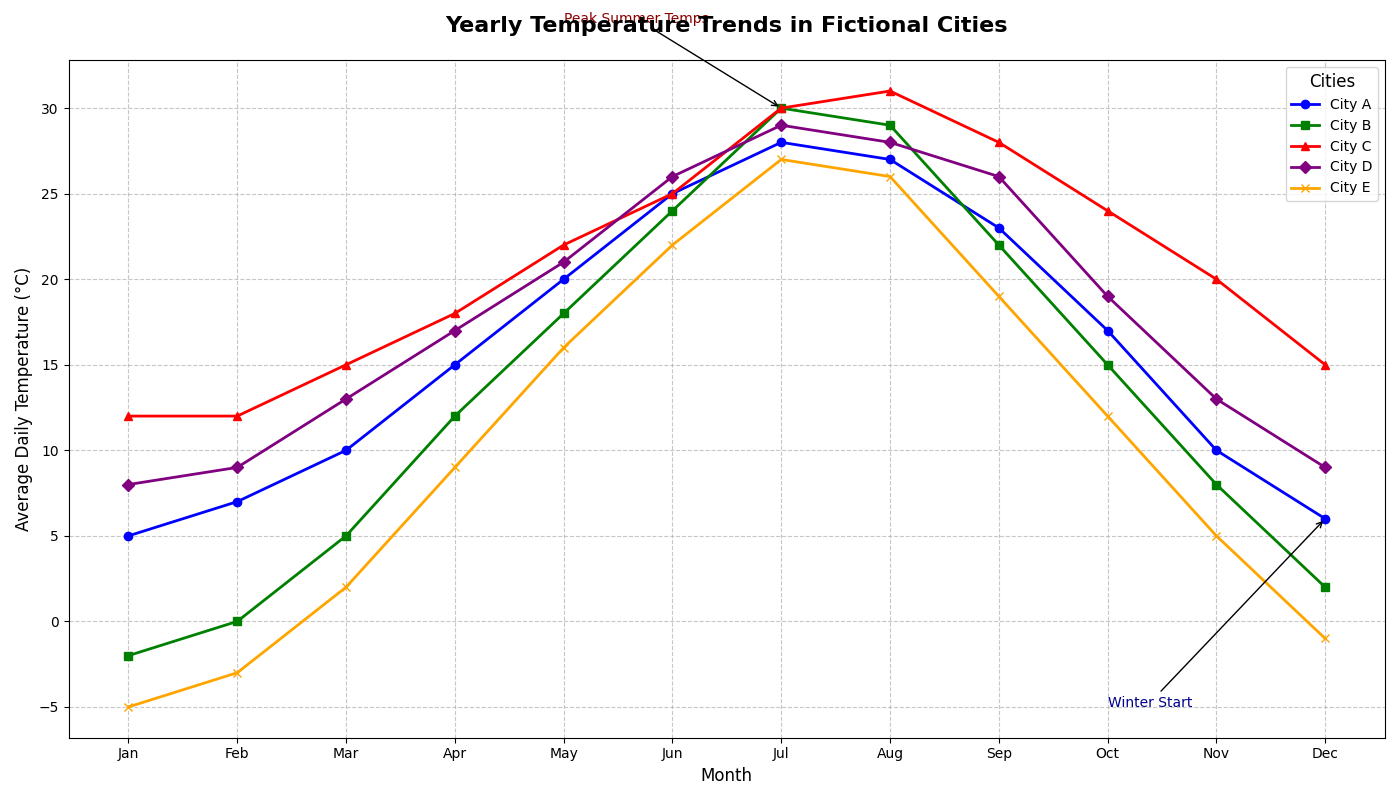 Peak Summer Temps
Yearly Temperature Trends in Fictional Cities
Cities
City A
City B
City C
City D
City E
Average Daily Temperature (°C)
30
25
20
15
10
5
0
−5
Winter Start
Jan Feb Mar Apr May Jun Jul Aug Sep Oct Nov Dec
Month